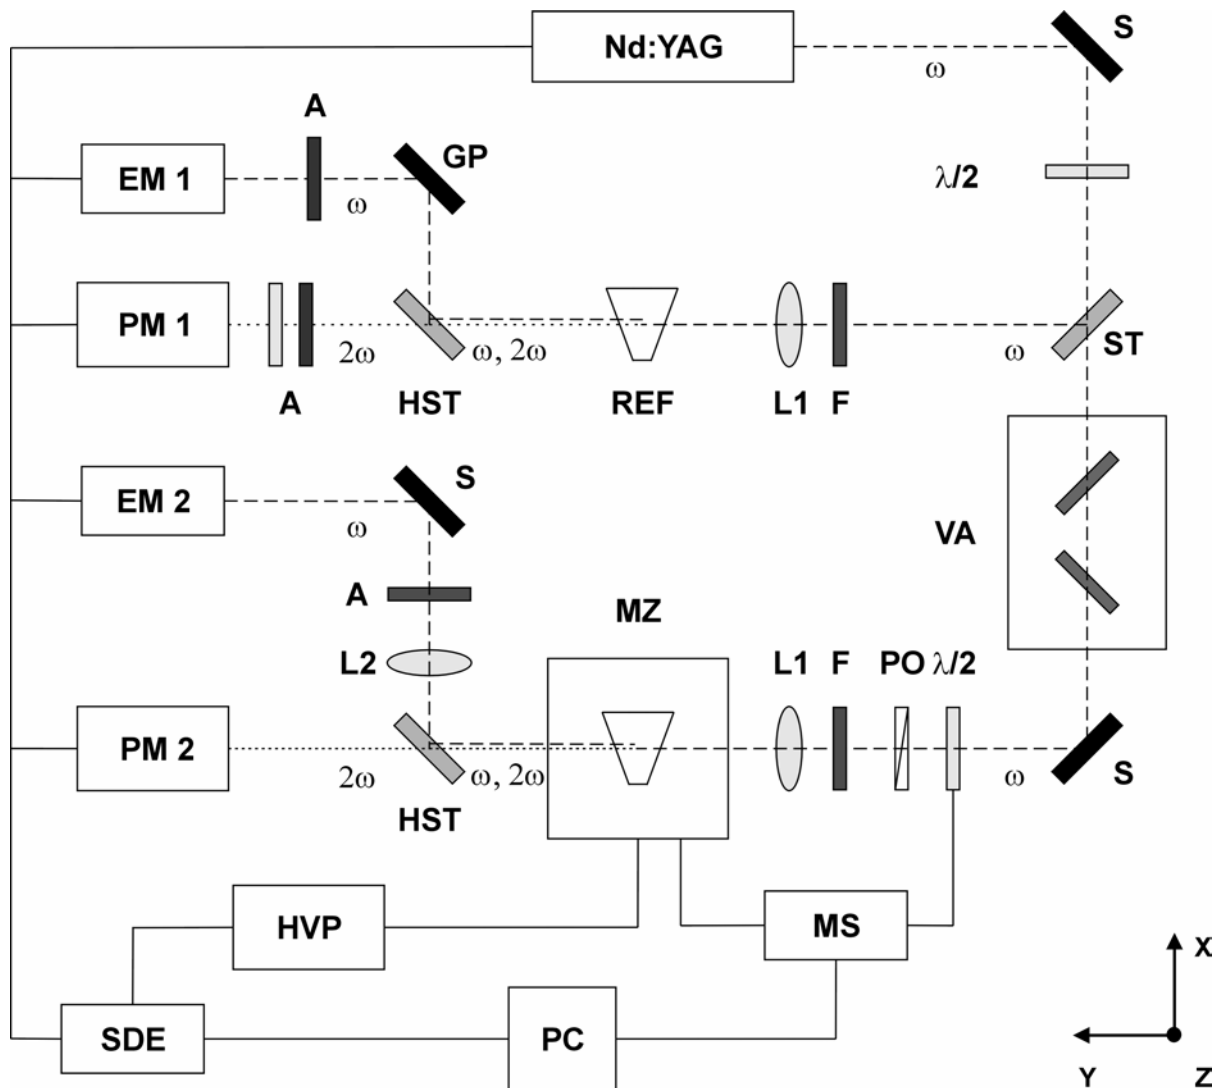 Nd:YAG
S
ω
A
EM 1
GP
ω
λ/2
PM 1
2ω
ω, 2ω
ω
ST
A
HST
REF
L1
F
EM 2
S
ω
VA
A
MZ
L2
L1
F
PO
λ/2
PM 2
2ω
ω, 2ω
ω
S
HST
HVP
MS
X
SDE
PC
Y
Z